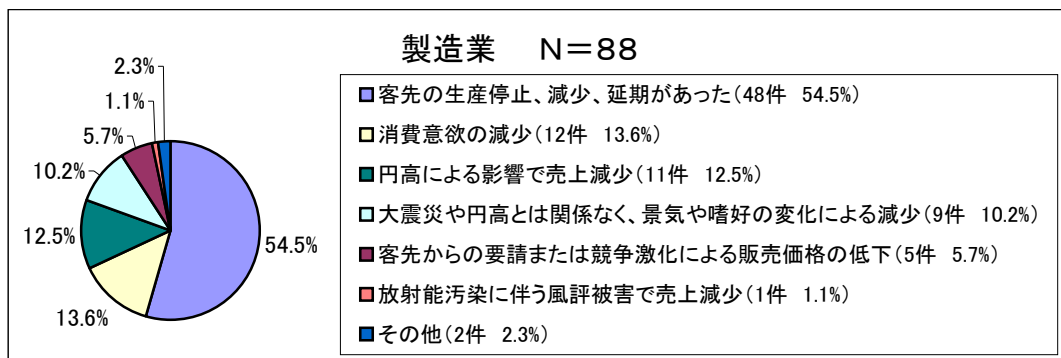 製造業　N＝88
2.3%
1.1%
5.7%
10.2%
12.5%
13.6%
54.5%
客先の生産停止、減少、延期があった（48件　54.5%）
消費意欲の減少（12件　13.6%）
円高による影響で売上減少（11件　12.5%）
大震災や円高とは関係なく、景気や嗜好の変化による減少（9件　10.2%）
客先からの要請または競争激化による販売価格の低下（5件　5.7%）
放射能汚染に伴う風評被害で売上減少（1件　1.1%）
その他（2件　2.3%）